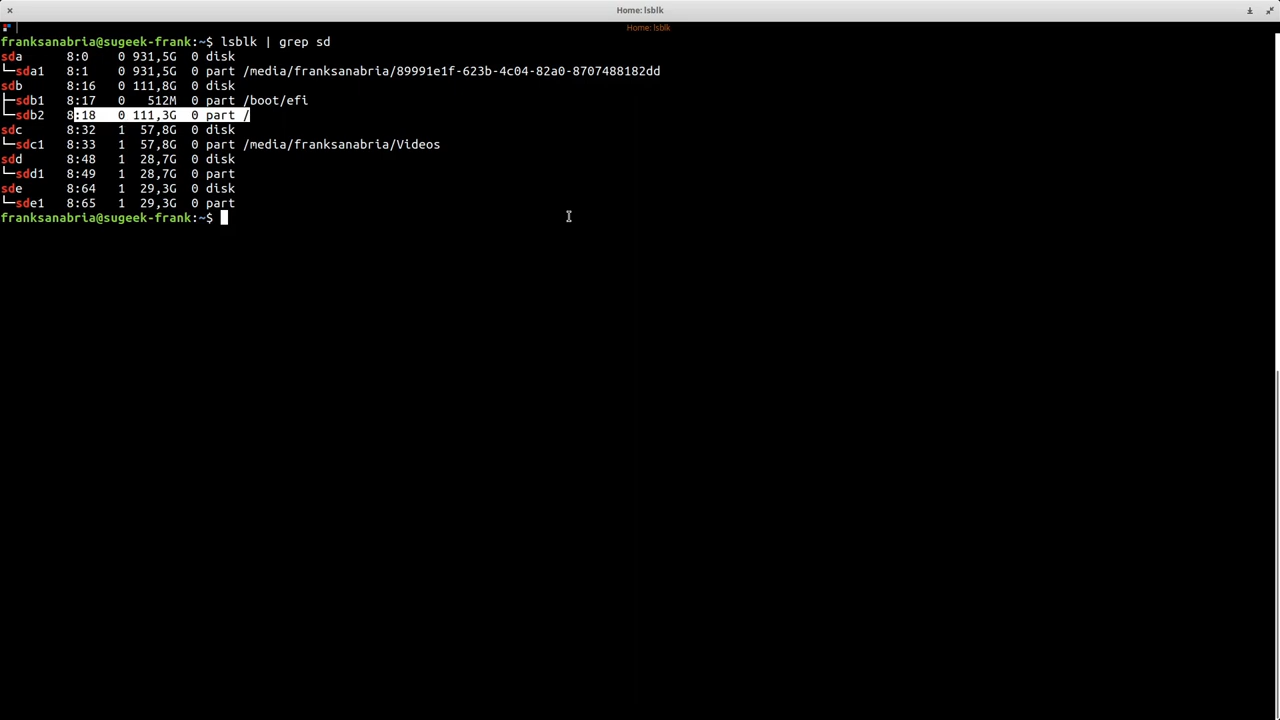 Home: lsblk
Home: lsblk
franksanabria@sugeek-frank:~$ lsblk | grep sd
sda      8:0    0 931,5G  0 disk
└─sda1   8:1    0 931,5G  0 part /media/franksanabria/89991e1f-623b-4c04-82a0-8707488182dd
sdb      8:16   0 111,8G  0 disk
├─sdb1   8:17   0   512M  0 part /boot/efi
└─sdb2   8:18   0 111,3G  0 part /
sdc      8:32   1  57,8G  0 disk
└─sdc1   8:33   1  57,8G  0 part /media/franksanabria/Videos
sdd      8:48   1  28,7G  0 disk
└─sdd1   8:49   1  28,7G  0 part
sde      8:64   1  29,3G  0 disk
└─sde1   8:65   1  29,3G  0 part
franksanabria@sugeek-frank:~$